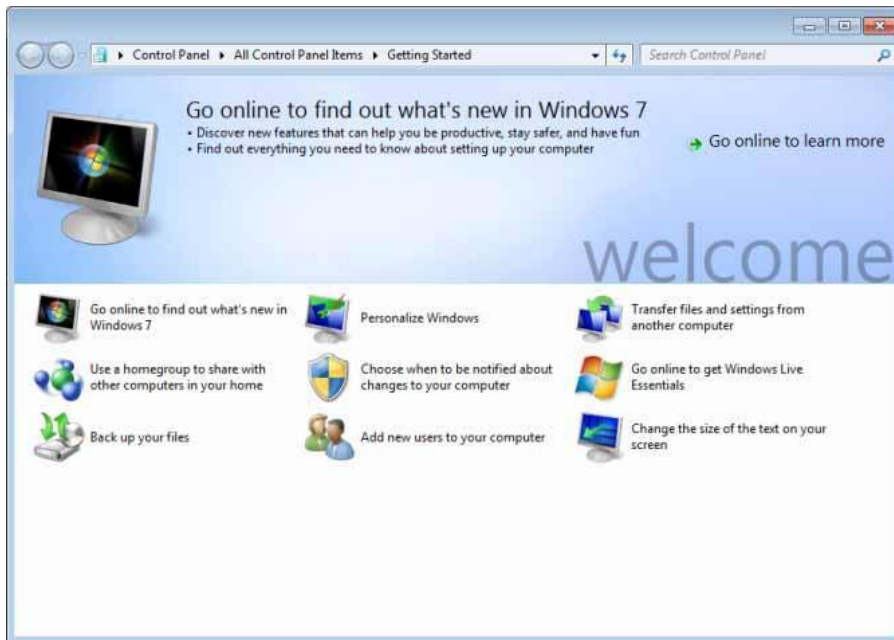 Control Panel ▸ All Control Panel Items ▸ Getting Started
Search Control Panel
Go online to find out what's new in Windows 7
• Discover new features that can help you be productive, stay safer, and have fun
• Find out everything you need to know about setting up your computer
Go online to learn more
welcome
Go online to find out what's new in
Windows 7
Personalize Windows
Transfer files and settings from
another computer
Use a homegroup to share with
other computers in your home
Choose when to be notified about
changes to your computer
Go online to get Windows Live
Essentials
Back up your files
Add new users to your computer
Change the size of the text on your
screen